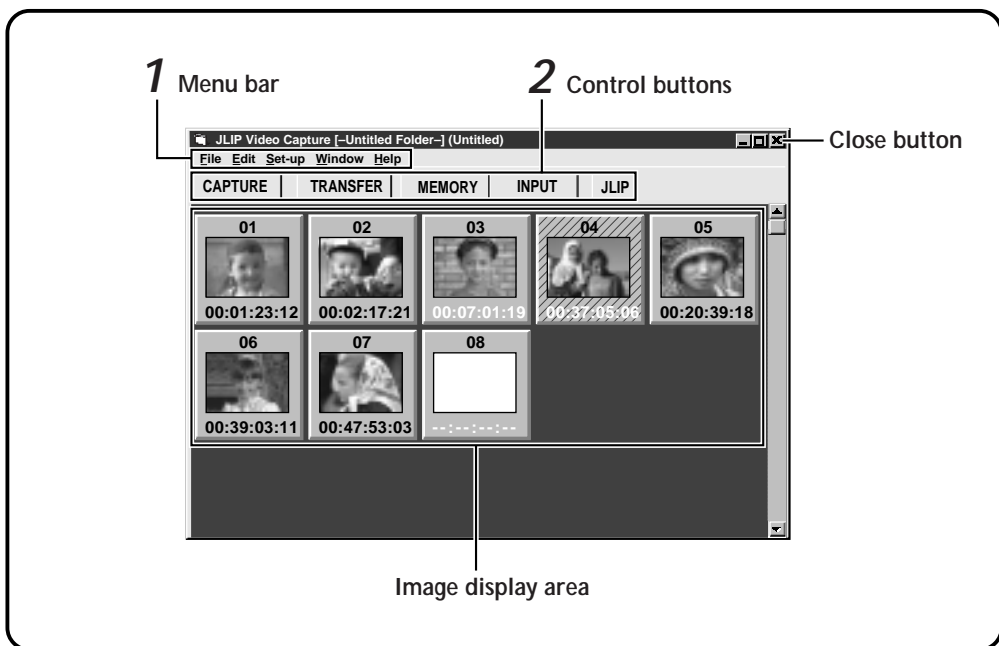 1 Menu bar
2 Control buttons
JLIP Video Capture [–Untitled Folder–] (Untitled)
Close button
File Edit Set-up Window Help
CAPTURE TRANSFER MEMORY INPUT JLIP
01 02 03 04 05
00:01:23:12 00:02:17:21 00:07:01:19 00:37:05:06 00:20:39:18
06 07 08
00:39:03:11 00:47:53:03 --:--:--:--
Image display area